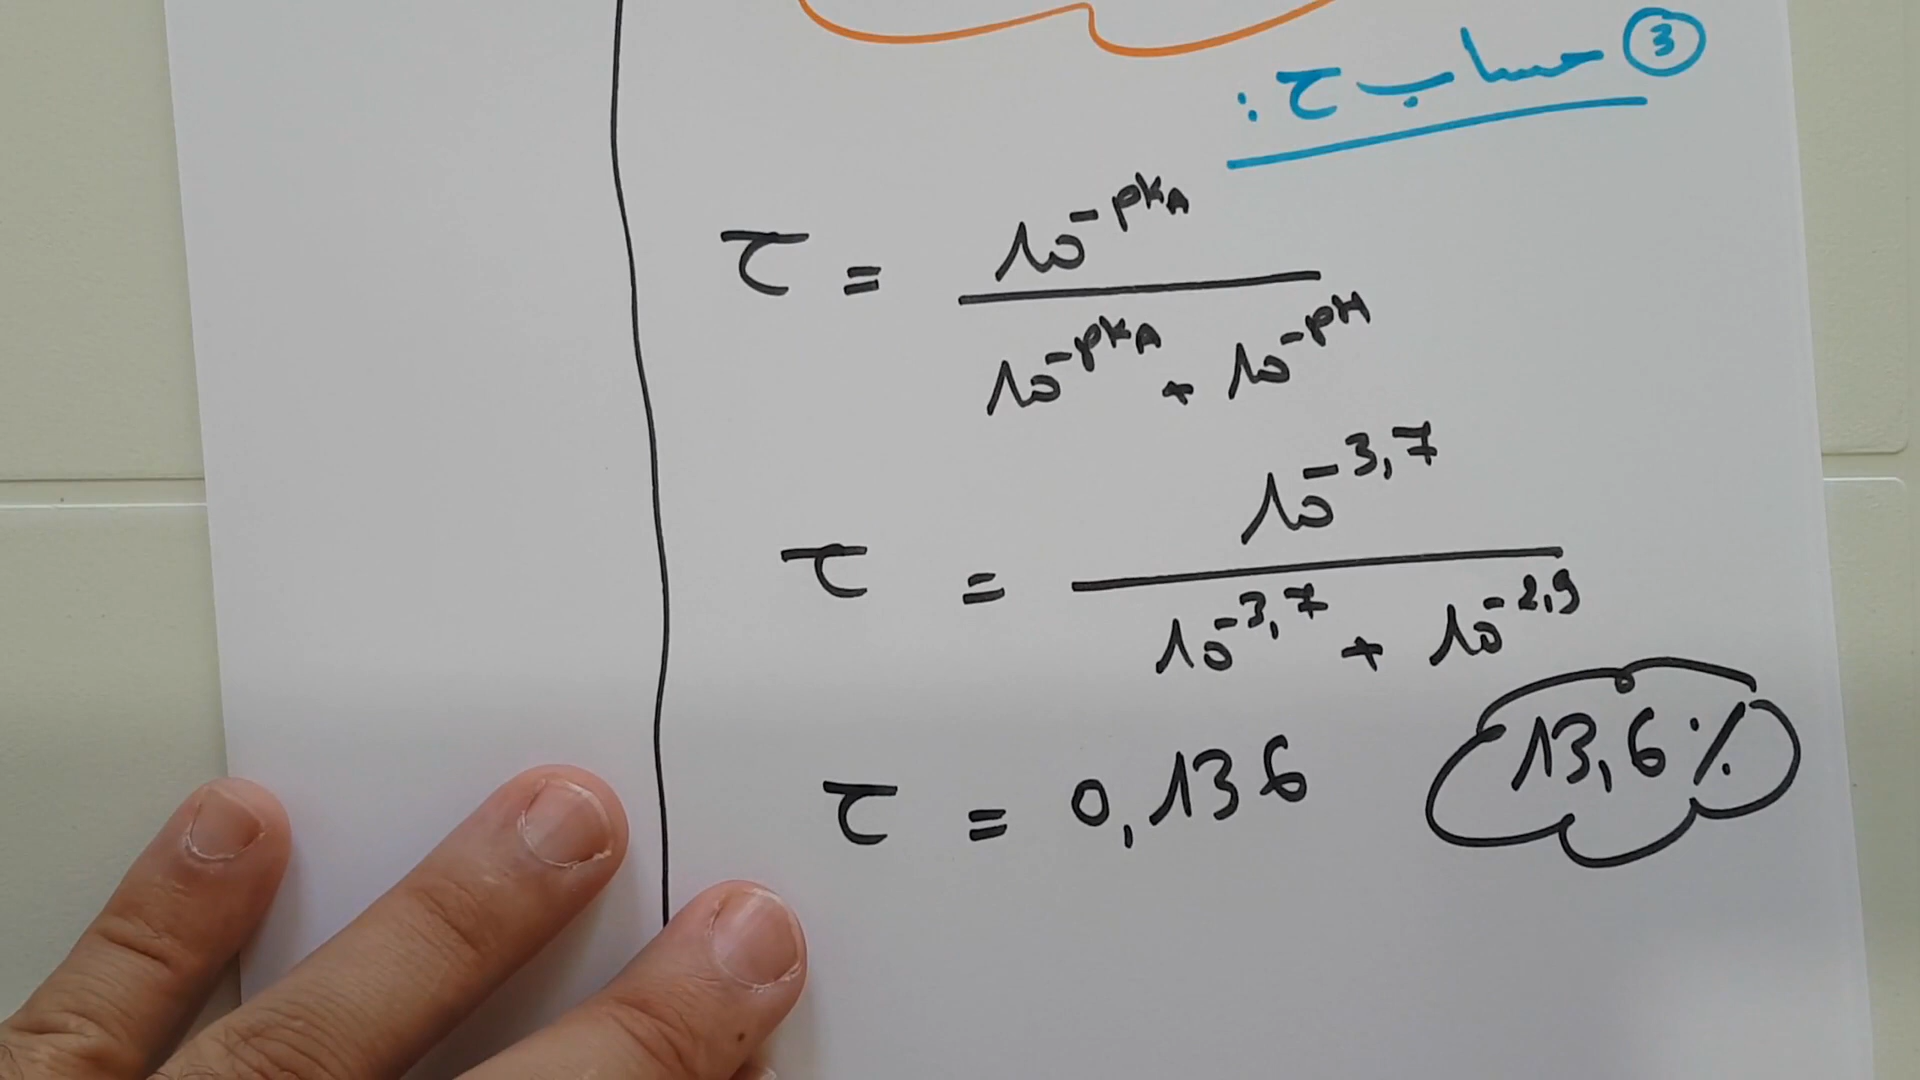 ③ حساب τ :
τ = 10^-pKA / (10^-pKA + 10^-pH)
τ = 10^-3,7 / (10^-3,7 + 10^-2,9)
τ = 0,136 13,6 %